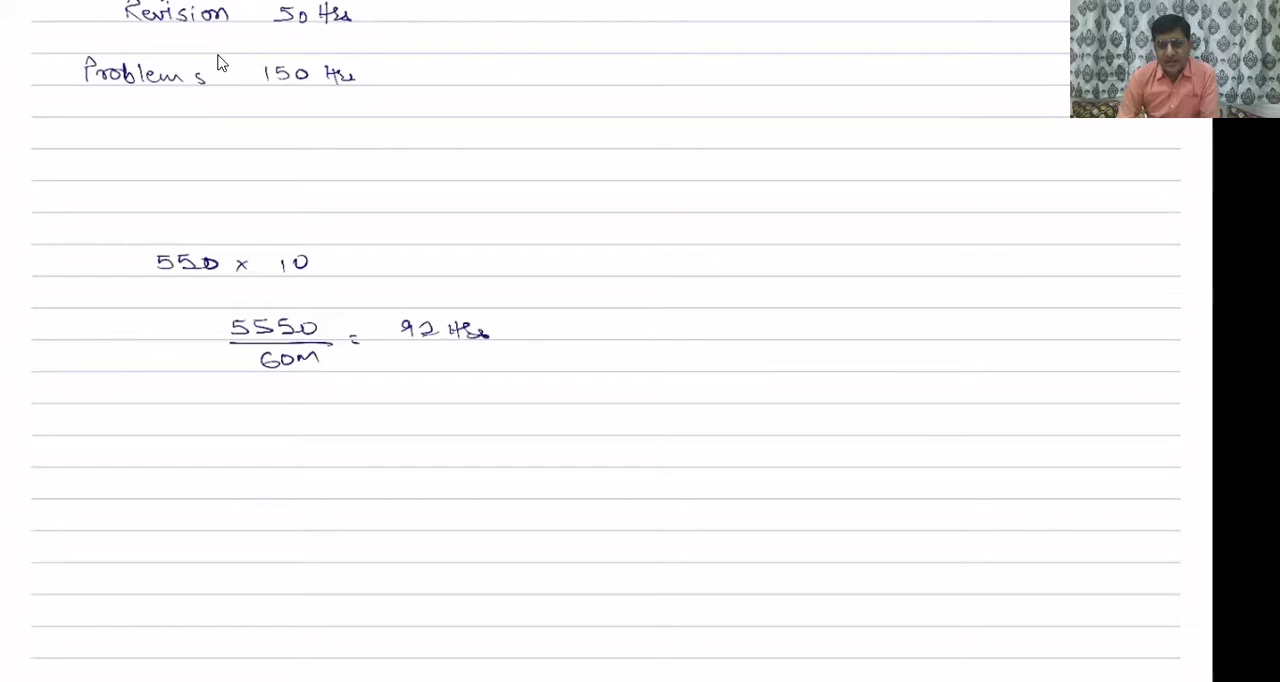 Revision 50 Hrs
Problems 150 Hrs
550 × 10
5550
60M
= 92 Hrs